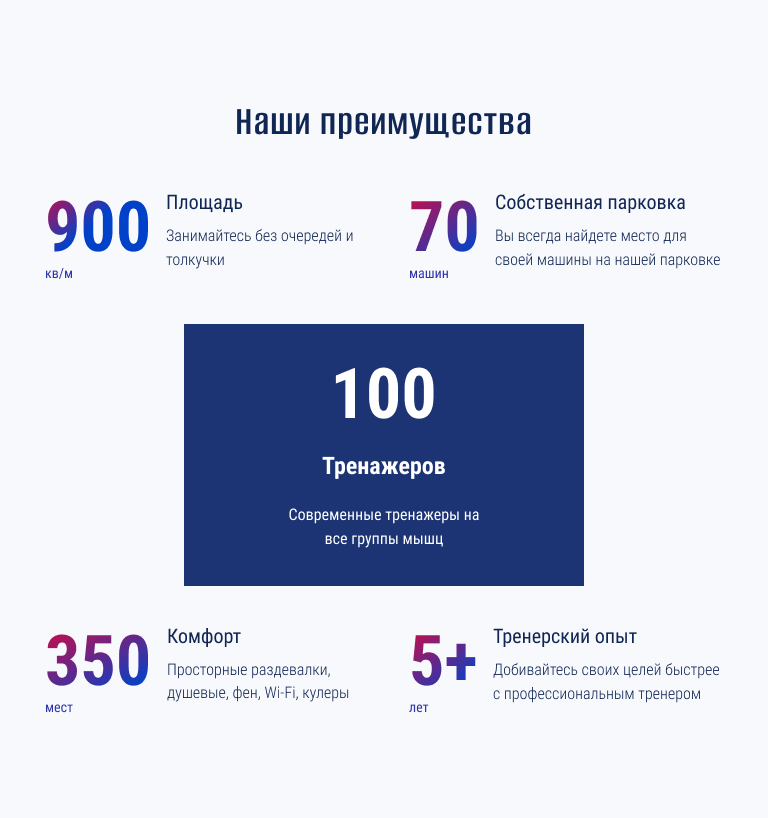 Наши преимущества
900
кв/м
Площадь
Занимайтесь без очередей и
толкучки
70
машин
Собственная парковка
Вы всегда найдете место для
своей машины на нашей парковке
100
Тренажеров
Современные тренажеры на
все группы мышц
350
мест
Комфорт
Просторные раздевалки,
душевые, фен, Wi-Fi, кулеры
5+
лет
Тренерский опыт
Добивайтесь своих целей быстрее
с профессиональным тренером